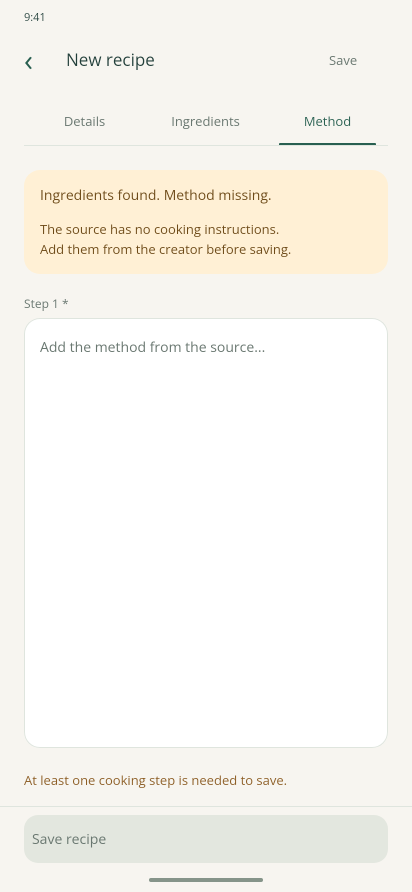 9:41
New recipe
Save
Details
Ingredients
Method
Ingredients found. Method missing.
The source has no cooking instructions.
Add them from the creator before saving.
Step 1 *
Add the method from the source...
At least one cooking step is needed to save.
Save recipe